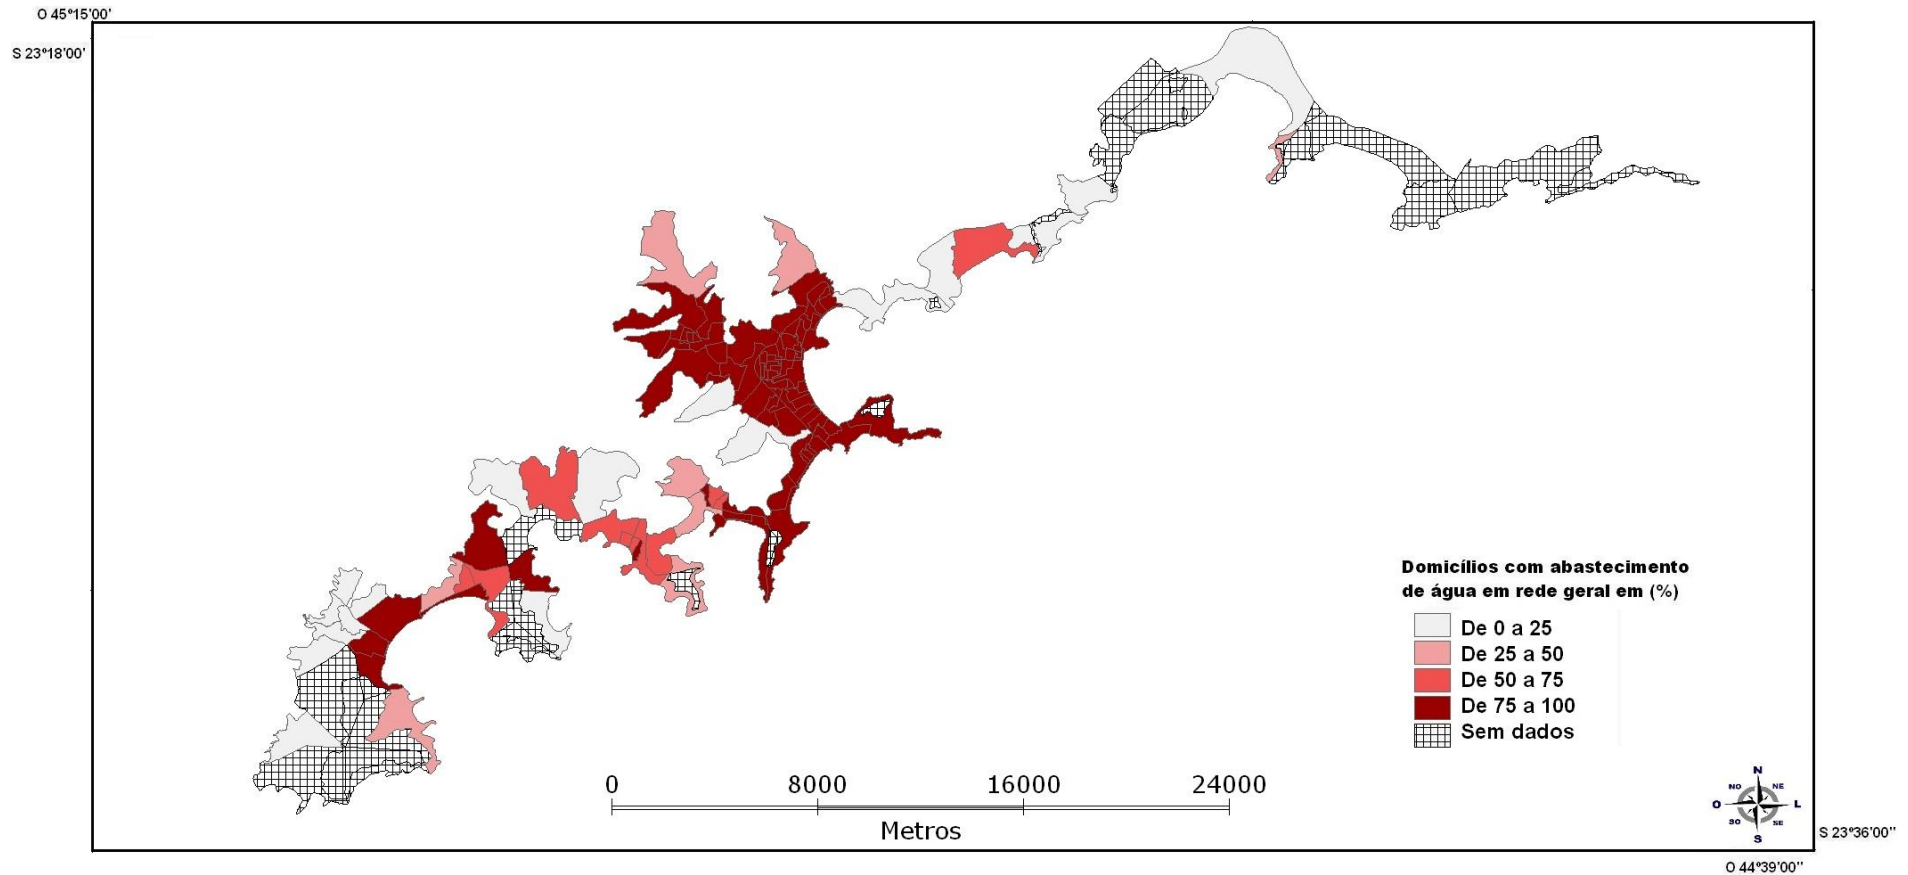 O 45°15'00'
S 23°18'00'
Domicílios com abastecimento
de água em rede geral em (%)
De 0 a 25
De 25 a 50
De 50 a 75
De 75 a 100
Sem dados
0 8000 16000 24000
Metros
N
NO NE
O L
SO SE
S
S 23°36'00''
O 44°39'00''